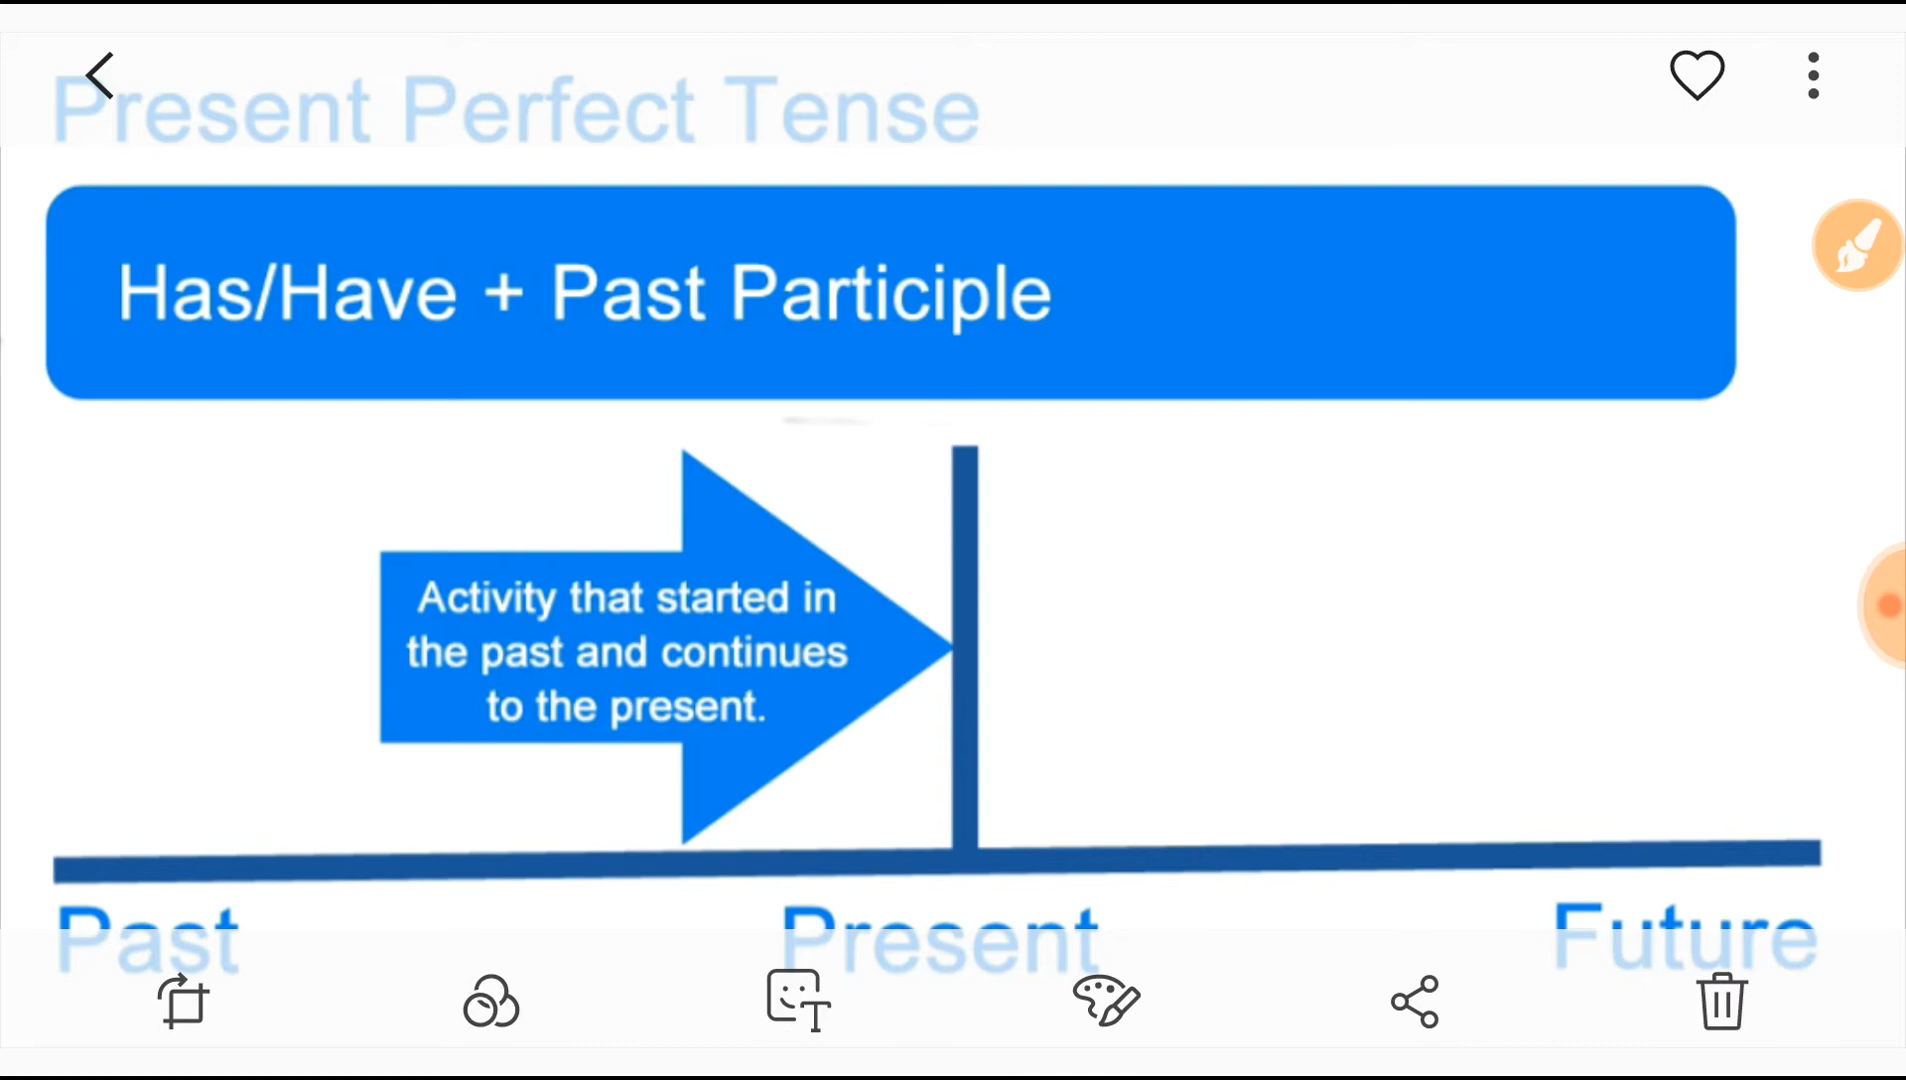 Present Perfect Tense
Has/Have + Past Participle
Activity that started in
the past and continues
to the present.
Past Present Future